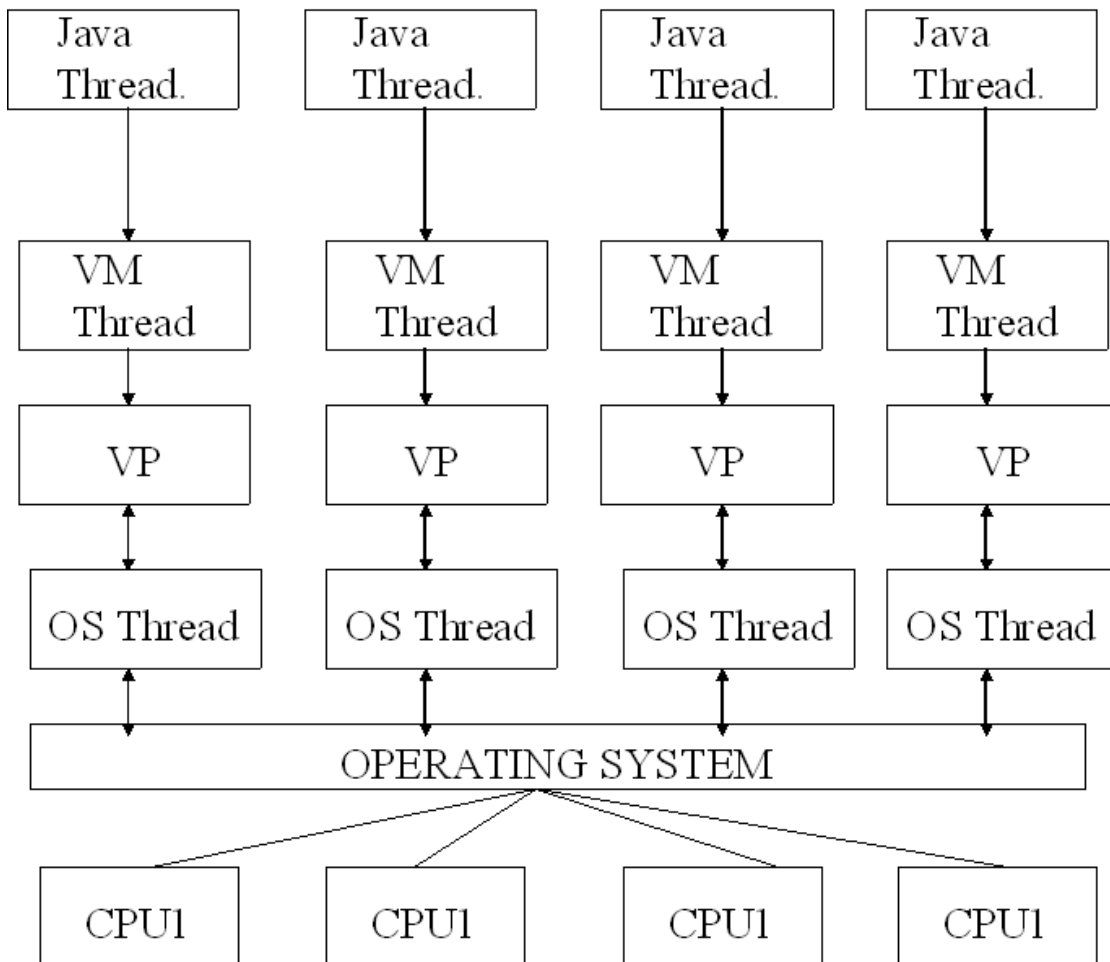 Java
Thread.
Java
Thread.
Java
Thread.
Java
Thread.
VM
Thread
VM
Thread
VM
Thread
VM
Thread
VP
VP
VP
VP
OS Thread
OS Thread
OS Thread
OS Thread
OPERATING SYSTEM
CPU1
CPU1
CPU1
CPU1